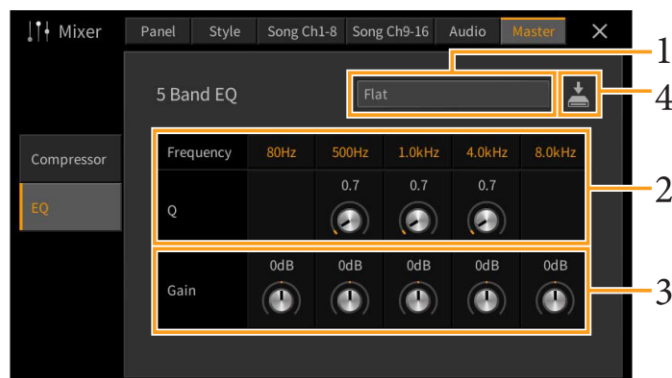 Mixer Panel Style Song Ch1-8 Song Ch9-16 Audio Master
1
5 Band EQ Flat
4
Compressor
EQ
Frequency 80Hz 500Hz 1.0kHz 4.0kHz 8.0kHz
2
0.7 0.7 0.7
Q
0dB 0dB 0dB 0dB 0dB
Gain
3